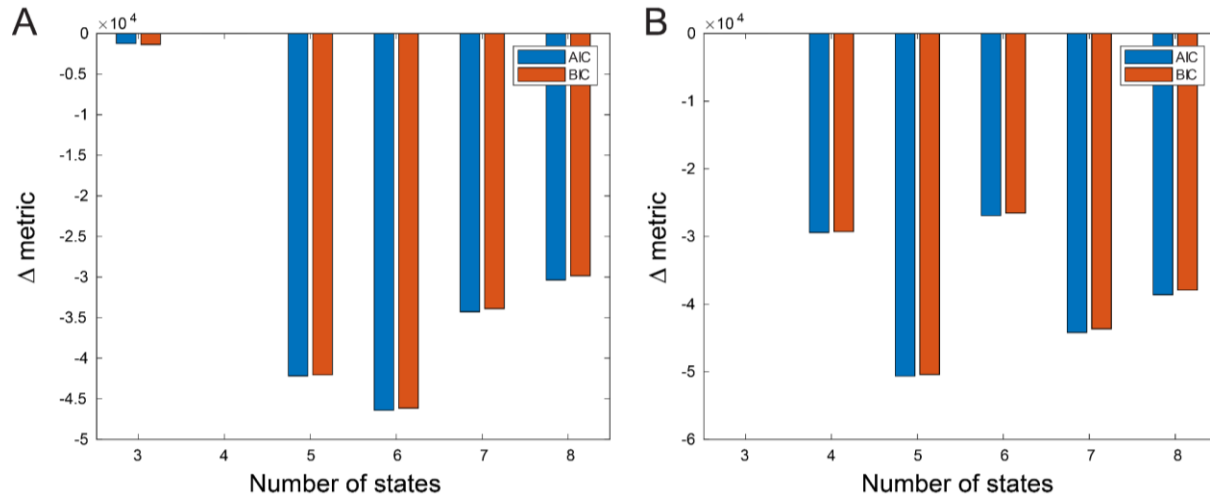 A
×10⁴
0
-0.5
-1
-1.5
-2
-2.5
-3
-3.5
-4
-4.5
-5
Δ metric
3 4 5 6 7 8
Number of states
AIC
BIC
B
×10⁴
0
-1
-2
-3
-4
-5
-6
Δ metric
3 4 5 6 7 8
Number of states
AIC
BIC